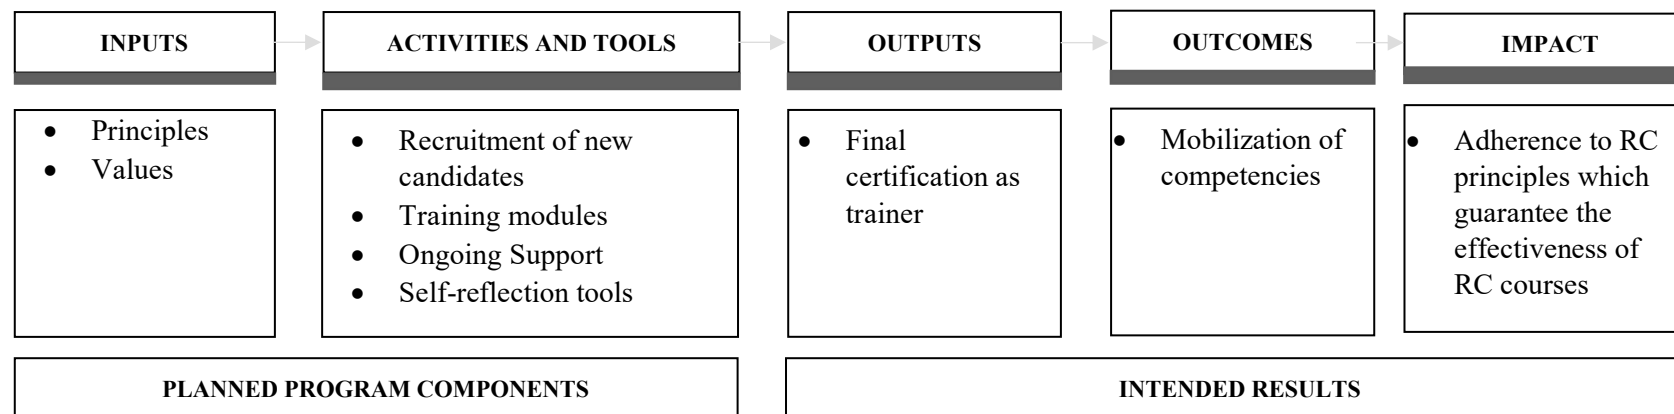 INPUTS
ACTIVITIES AND TOOLS
OUTPUTS
OUTCOMES
IMPACT
• Principles
• Values
• Recruitment of new
candidates
• Training modules
• Ongoing Support
• Self-reflection tools
• Final
certification as
trainer
• Mobilization of
competencies
• Adherence to RC
principles which
guarantee the
effectiveness of
RC courses
PLANNED PROGRAM COMPONENTS
INTENDED RESULTS